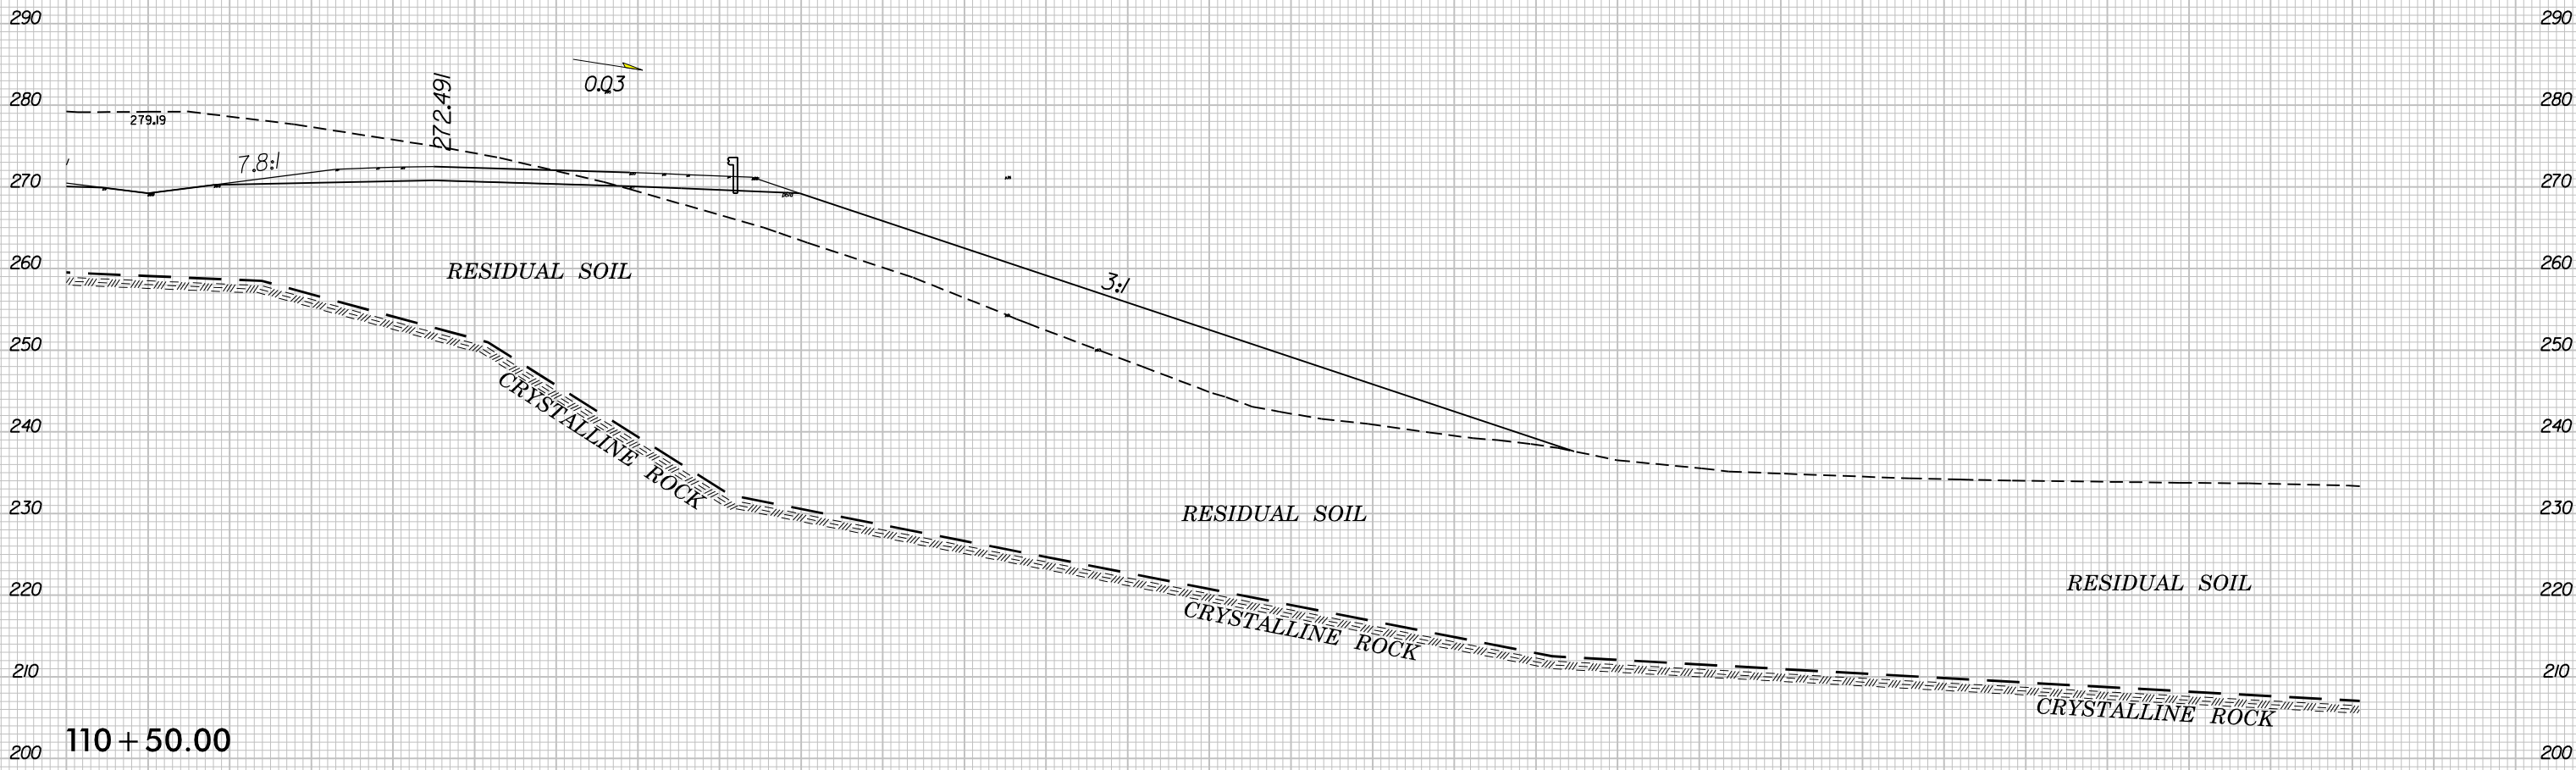 290 290
0.03
280 272.491 280
279.19
7.8:1
270 270
260 RESIDUAL SOIL 260
3:1
250 250
CRYSTALLINE ROCK
240 240
230 RESIDUAL SOIL 230
220 RESIDUAL SOIL 220
CRYSTALLINE ROCK
210 210
CRYSTALLINE ROCK
110+50.00
200 200